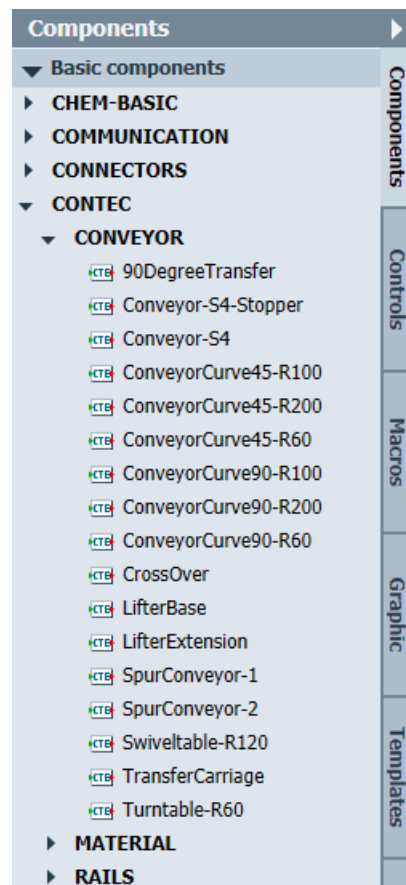 Components
Basic components
CHEM-BASIC
COMMUNICATION
CONNECTORS
CONTEC
CONVEYOR
CTB 90DegreeTransfer
CTB Conveyor-S4-Stopper
CTB Conveyor-S4
CTB ConveyorCurve45-R100
CTB ConveyorCurve45-R200
CTB ConveyorCurve45-R60
CTB ConveyorCurve90-R100
CTB ConveyorCurve90-R200
CTB ConveyorCurve90-R60
CTB CrossOver
CTB LifterBase
CTB LifterExtension
CTB SpurConveyor-1
CTB SpurConveyor-2
CTB Swiveltable-R120
CTB TransferCarriage
CTB Turntable-R60
MATERIAL
RAILS
Components
Controls
Macros
Graphic
Templates